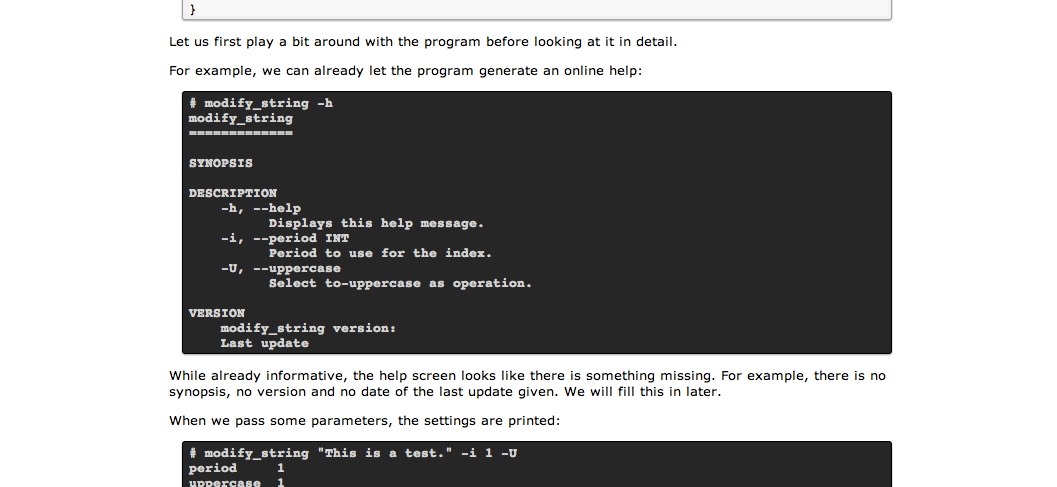 }
Let us first play a bit around with the program before looking at it in detail.
For example, we can already let the program generate an online help:
# modify_string -h
modify_string
=============
SYNOPSIS
DESCRIPTION
-h, --help
Displays this help message.
-i, --period INT
Period to use for the index.
-U, --uppercase
Select to-uppercase as operation.
VERSION
modify_string version:
Last update
While already informative, the help screen looks like there is something missing. For example, there is no
synopsis, no version and no date of the last update given. We will fill this in later.
When we pass some parameters, the settings are printed:
# modify_string "This is a test." -i 1 -U
period     1
uppercase  1